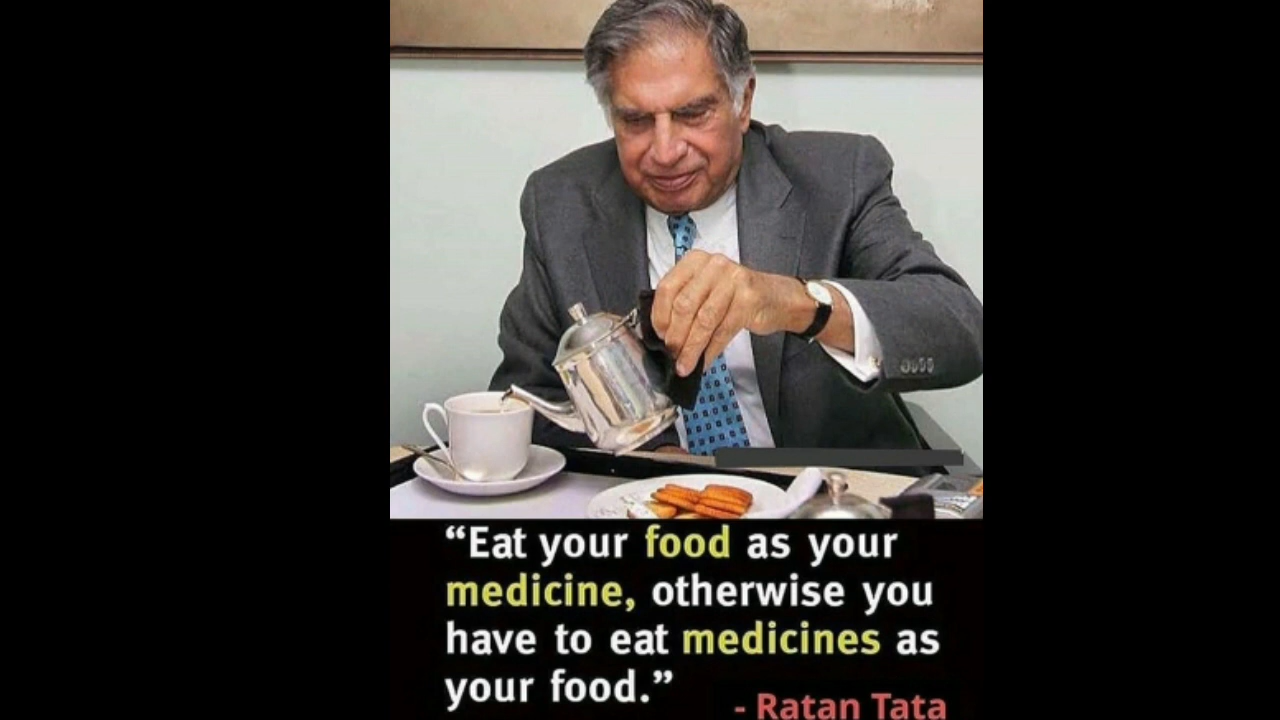 “Eat your food as your
medicine, otherwise you
have to eat medicines as
your food.”
- Ratan Tata